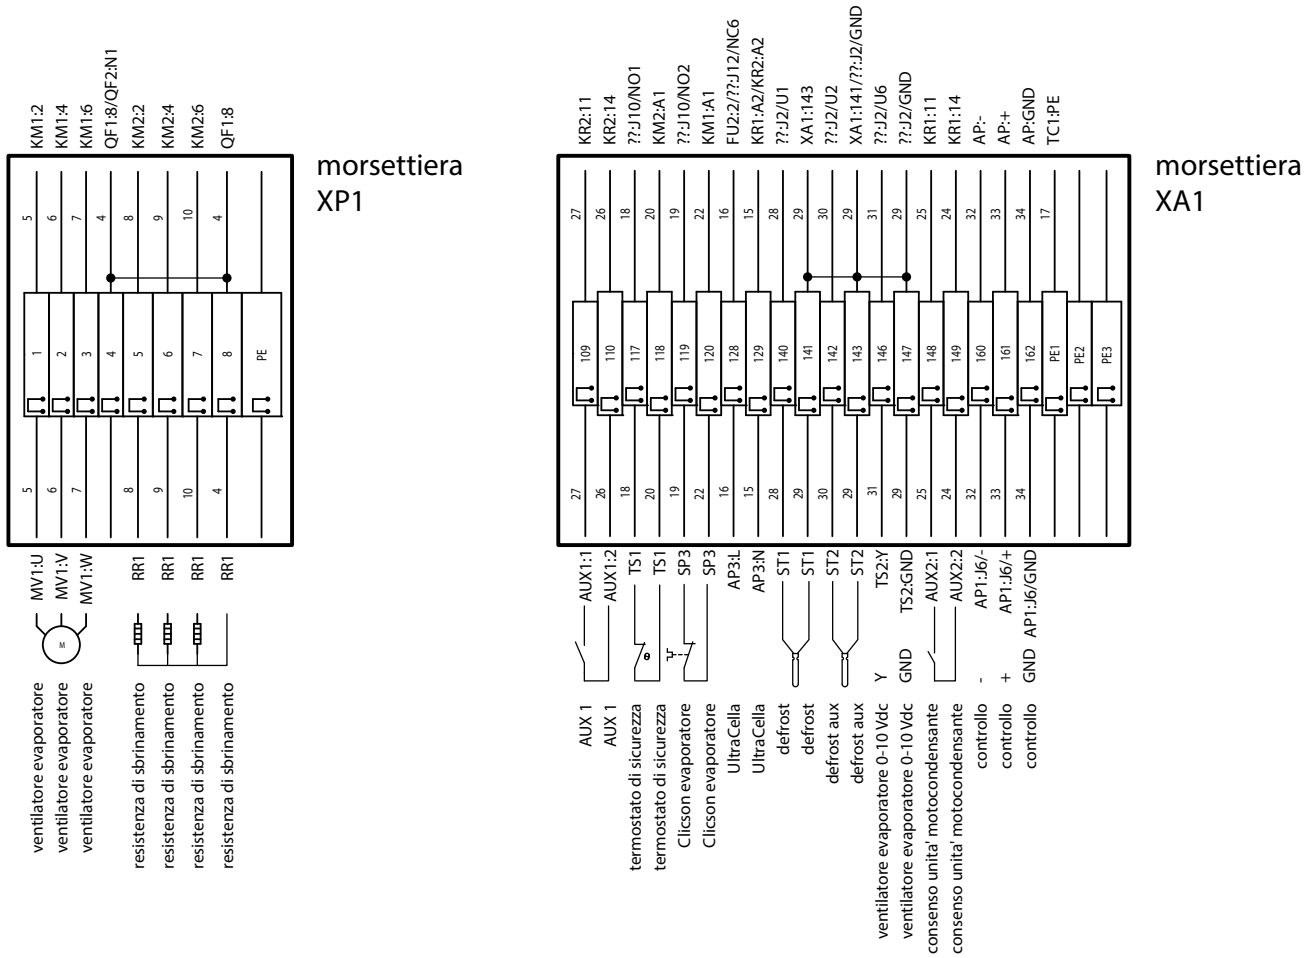 KM1:2
KM1:4
KM1:6
QF1:8/QF2:N1
KM2:2
KM2:4
KM2:6
QF1:8
morsettiera
XP1
5
6
7
4
8
9
10
4
1
2
3
4
5
6
7
8
PE
5
6
7
8
9
10
4
MV1:U
MV1:V
MV1:W
RR1
RR1
RR1
RR1
M
ventilatore evaporatore
ventilatore evaporatore
ventilatore evaporatore
resistenza di sbrinamento
resistenza di sbrinamento
resistenza di sbrinamento
resistenza di sbrinamento
KR2:11
KR2:14
??:J10/NO1
KM2:A1
??:J10/NO2
KM1:A1
FU2:2/??:J12/NC6
KR1:A2/KR2:A2
??:J2/U1
XA1:143
??:J2/U2
XA1:141/??:J2/GND
??:J2/U6
??:J2/GND
KR1:11
KR1:14
AP:-
AP:+
AP:GND
TC1:PE
morsettiera
XA1
27
26
18
20
19
22
16
15
28
29
30
29
31
29
25
24
32
33
34
17
109
110
117
118
119
120
128
129
140
141
142
143
146
147
148
149
160
161
162
PE1
PE2
PE3
27
26
18
20
19
22
16
15
28
29
30
29
31
29
25
24
32
33
34
AUX1:1
AUX1:2
TS1
TS1
SP3
SP3
AP3:L
AP3:N
ST1
ST1
ST2
ST2
TS2:Y
TS2:GND
AUX2:1
AUX2:2
AP1:J6/-
AP1:J6/+
AP1:J6/GND
θ
Y
GND
-
+
GND
AUX 1
AUX 1
termostato di sicurezza
termostato di sicurezza
Clicson evaporatore
Clicson evaporatore
UltraCella
UltraCella
defrost
defrost
defrost aux
defrost aux
ventilatore evaporatore 0-10 Vdc
ventilatore evaporatore 0-10 Vdc
consenso unita' motocondensante
consenso unita' motocondensante
controllo
controllo
controllo